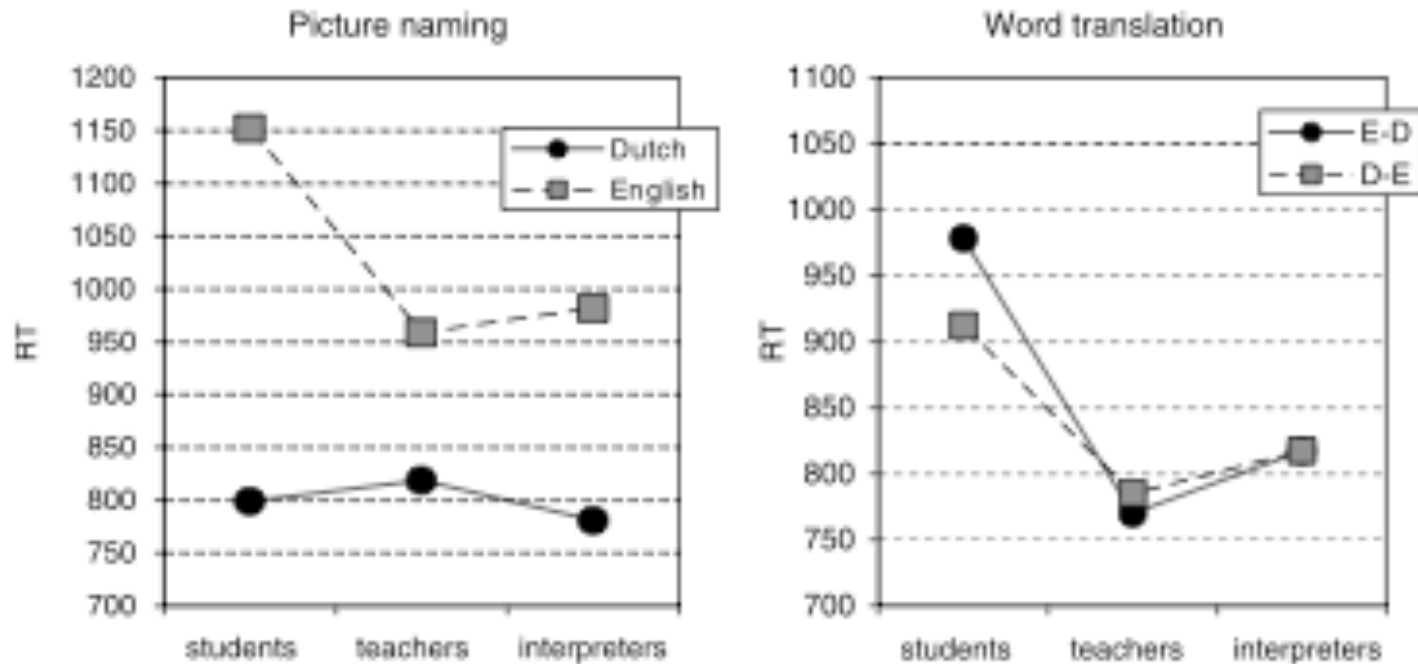 Picture naming
1200
1150
1100
1050
1000
950
900
850
800
750
700
RT
Dutch
English
students teachers interpreters
Word translation
1100
1050
1000
950
900
850
800
750
700
RT
E-D
D-E
students teachers interpreters